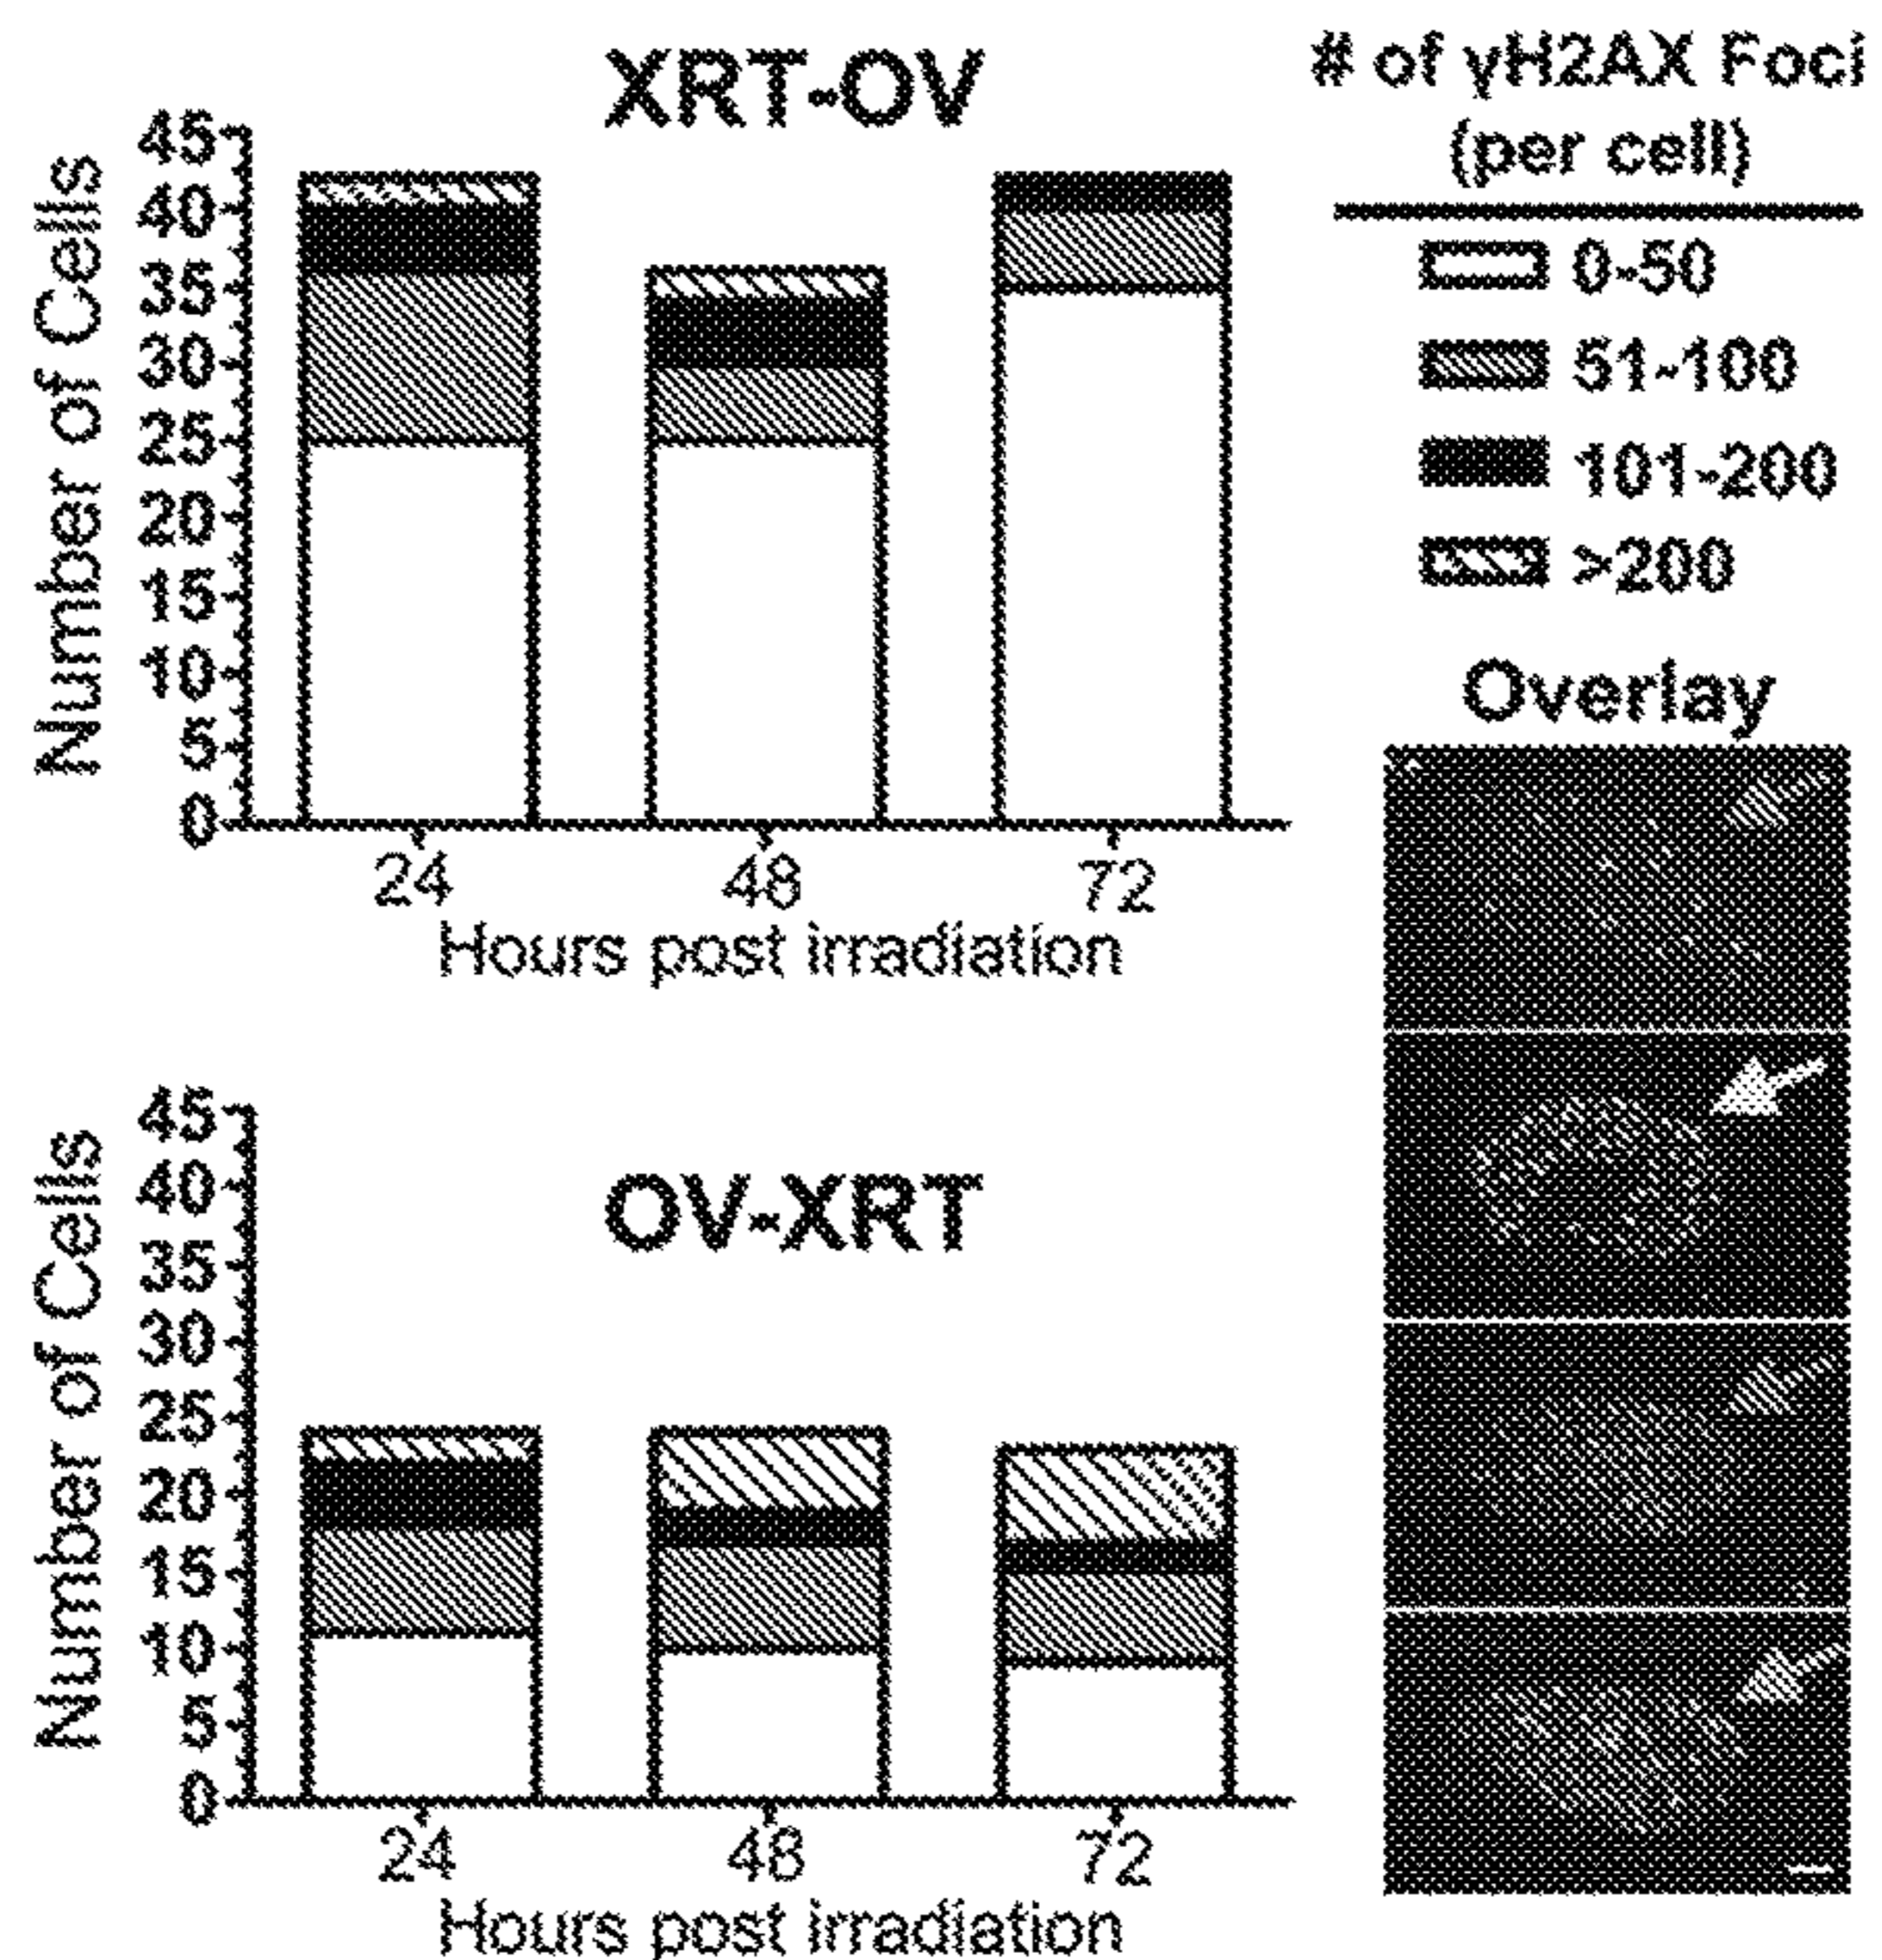 XRT-OV
Number of Cells
45
40
35
30
25
20
15
10
5
0
24 48 72
Hours post irradiation
# of γH2AX Foci
(per cell)
0-50
51-100
101-200
>200
Overlay
OV-XRT
Number of Cells
45
40
35
30
25
20
15
10
5
0
24 48 72
Hours post irradiation